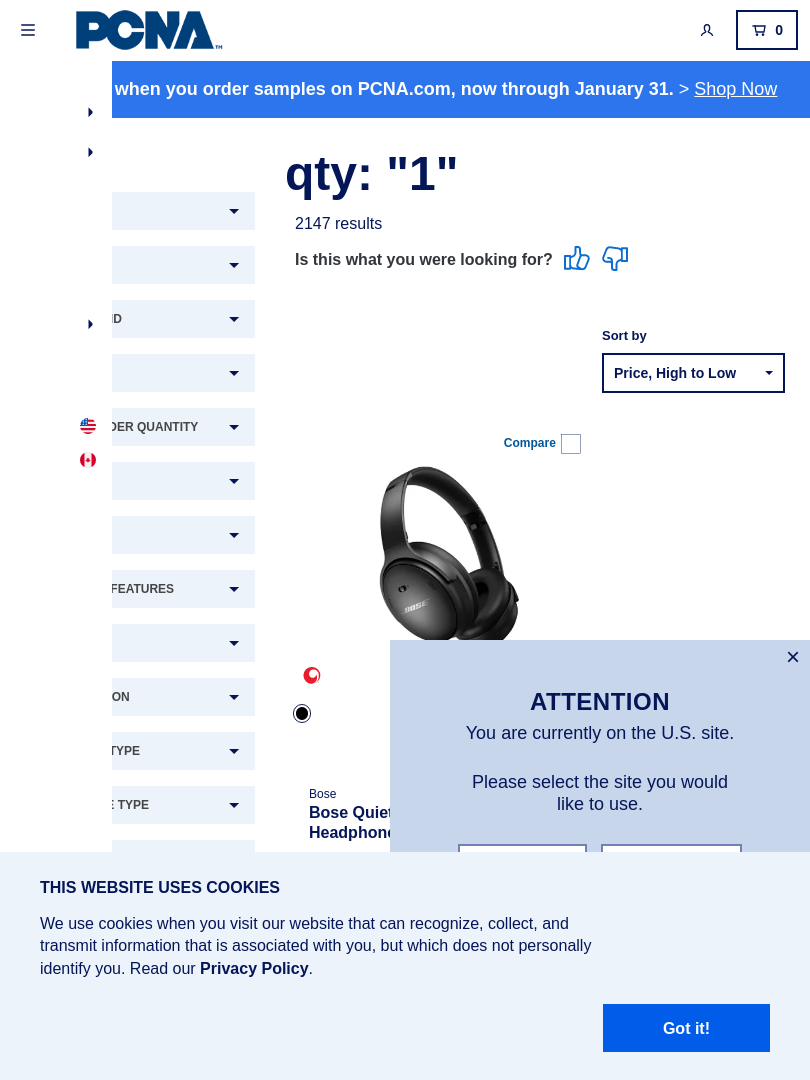 PCNA™
0
when you order samples on PCNA.com, now through January 31. > Shop Now
qty: "1"
2147 results
Is this what you were looking for?
Sort by
Price, High to Low
DER QUANTITY
Compare
FEATURES
BOSE
ON
TYPE
TYPE
Bose
Bose Quiet
Headphone
×
ATTENTION
You are currently on the U.S. site.
Please select the site you would
like to use.
THIS WEBSITE USES COOKIES
We use cookies when you visit our website that can recognize, collect, and
transmit information that is associated with you, but which does not personally
identify you. Read our Privacy Policy.
Got it!